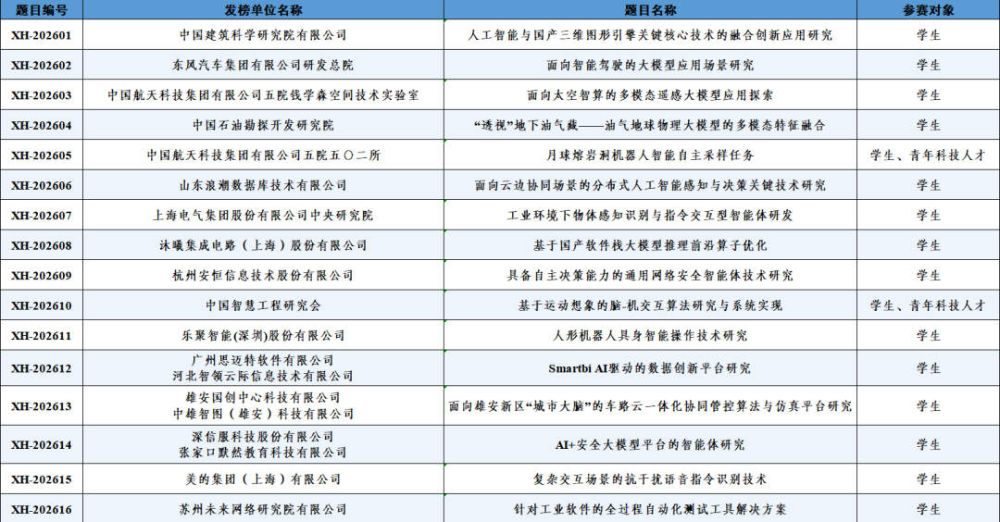 题目编号 发榜单位名称 题目名称 参赛对象
XH-202601 中国建筑科学研究院有限公司 人工智能与国产三维图形引擎关键核心技术的融合创新应用研究 学生
XH-202602 东风汽车集团有限公司研发总院 面向智能驾驶的大模型应用场景研究 学生
XH-202603 中国航天科技集团有限公司五院钱学森空间技术实验室 面向太空智算的多模态遥感大模型应用探索 学生
XH-202604 中国石油勘探开发研究院 “透视”地下油气藏——油气地球物理大模型的多模态特征融合 学生
XH-202605 中国航天科技集团有限公司五院五〇二所 月球熔岩洞机器人智能自主采样任务 学生、青年科技人才
XH-202606 山东浪潮数据库技术有限公司 面向云边协同场景的分布式人工智能感知与决策关键技术研究 学生
XH-202607 上海电气集团股份有限公司中央研究院 工业环境下物体感知识别与指令交互型智能体研发 学生
XH-202608 沐曦集成电路（上海）股份有限公司 基于国产软件栈大模型推理前沿算子优化 学生
XH-202609 杭州安恒信息技术股份有限公司 具备自主决策能力的通用网络安全智能体技术研究 学生
XH-202610 中国智慧工程研究会 基于运动想象的脑-机交互算法研究与系统实现 学生、青年科技人才
XH-202611 乐聚智能(深圳)股份有限公司 人形机器人具身智能操作技术研究 学生
XH-202612 广州思迈特软件有限公司
河北智领云际信息技术有限公司 Smartbi AI驱动的数据创新平台研究 学生
XH-202613 雄安国创中心科技有限公司
中雄智图（雄安）科技有限公司 面向雄安新区“城市大脑”的车路云一体化协同管控算法与仿真平台研究 学生
XH-202614 深信服科技股份有限公司
张家口默然教育科技有限公司 AI+安全大模型平台的智能体研究 学生
XH-202615 美的集团（上海）有限公司 复杂交互场景的抗干扰语音指令识别技术 学生
XH-202616 苏州未来网络研究院有限公司 针对工业软件的全过程自动化测试工具解决方案 学生